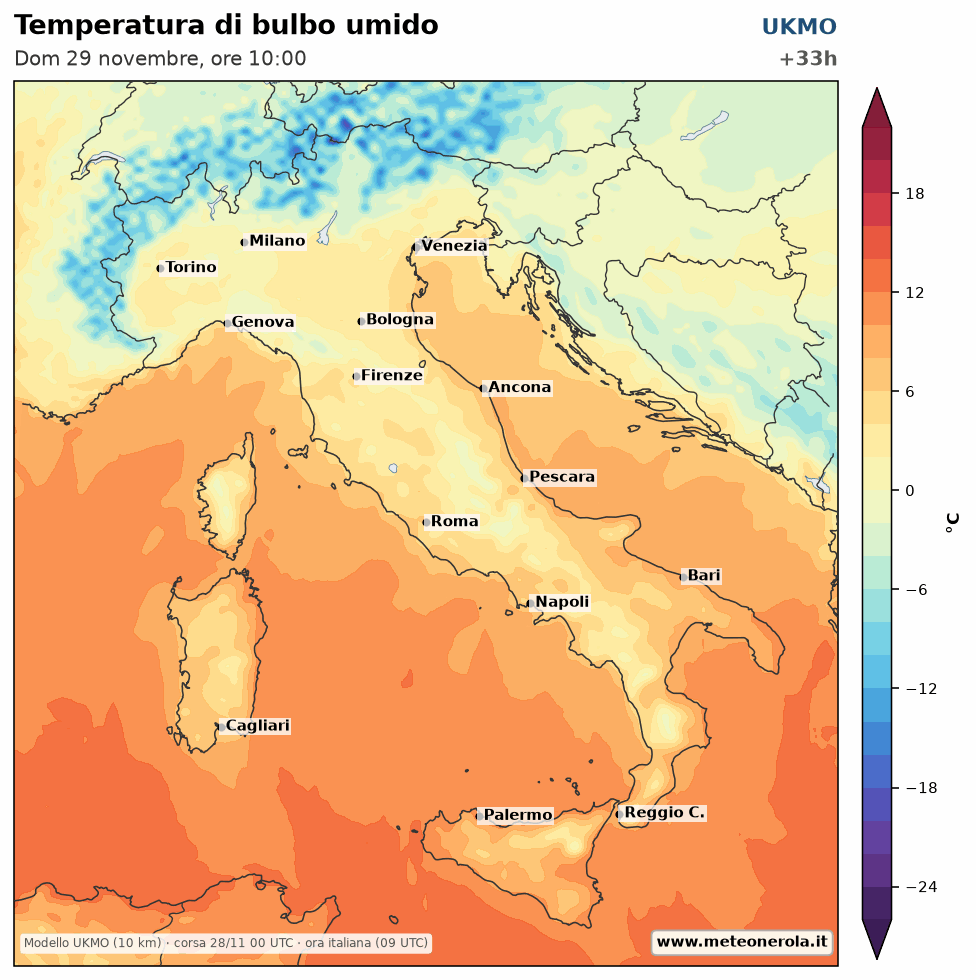 Temperatura di bulbo umido
UKMO
Dom 29 novembre, ore 10:00
+33h
Milano
Venezia
Torino
Genova
Bologna
Firenze
Ancona
Pescara
Roma
Bari
Napoli
Cagliari
Palermo
Reggio C.
18
12
6
0
−6
−12
−18
−24
°C
Modello UKMO (10 km) · corsa 28/11 00 UTC · ora italiana (09 UTC)
www.meteonerola.it